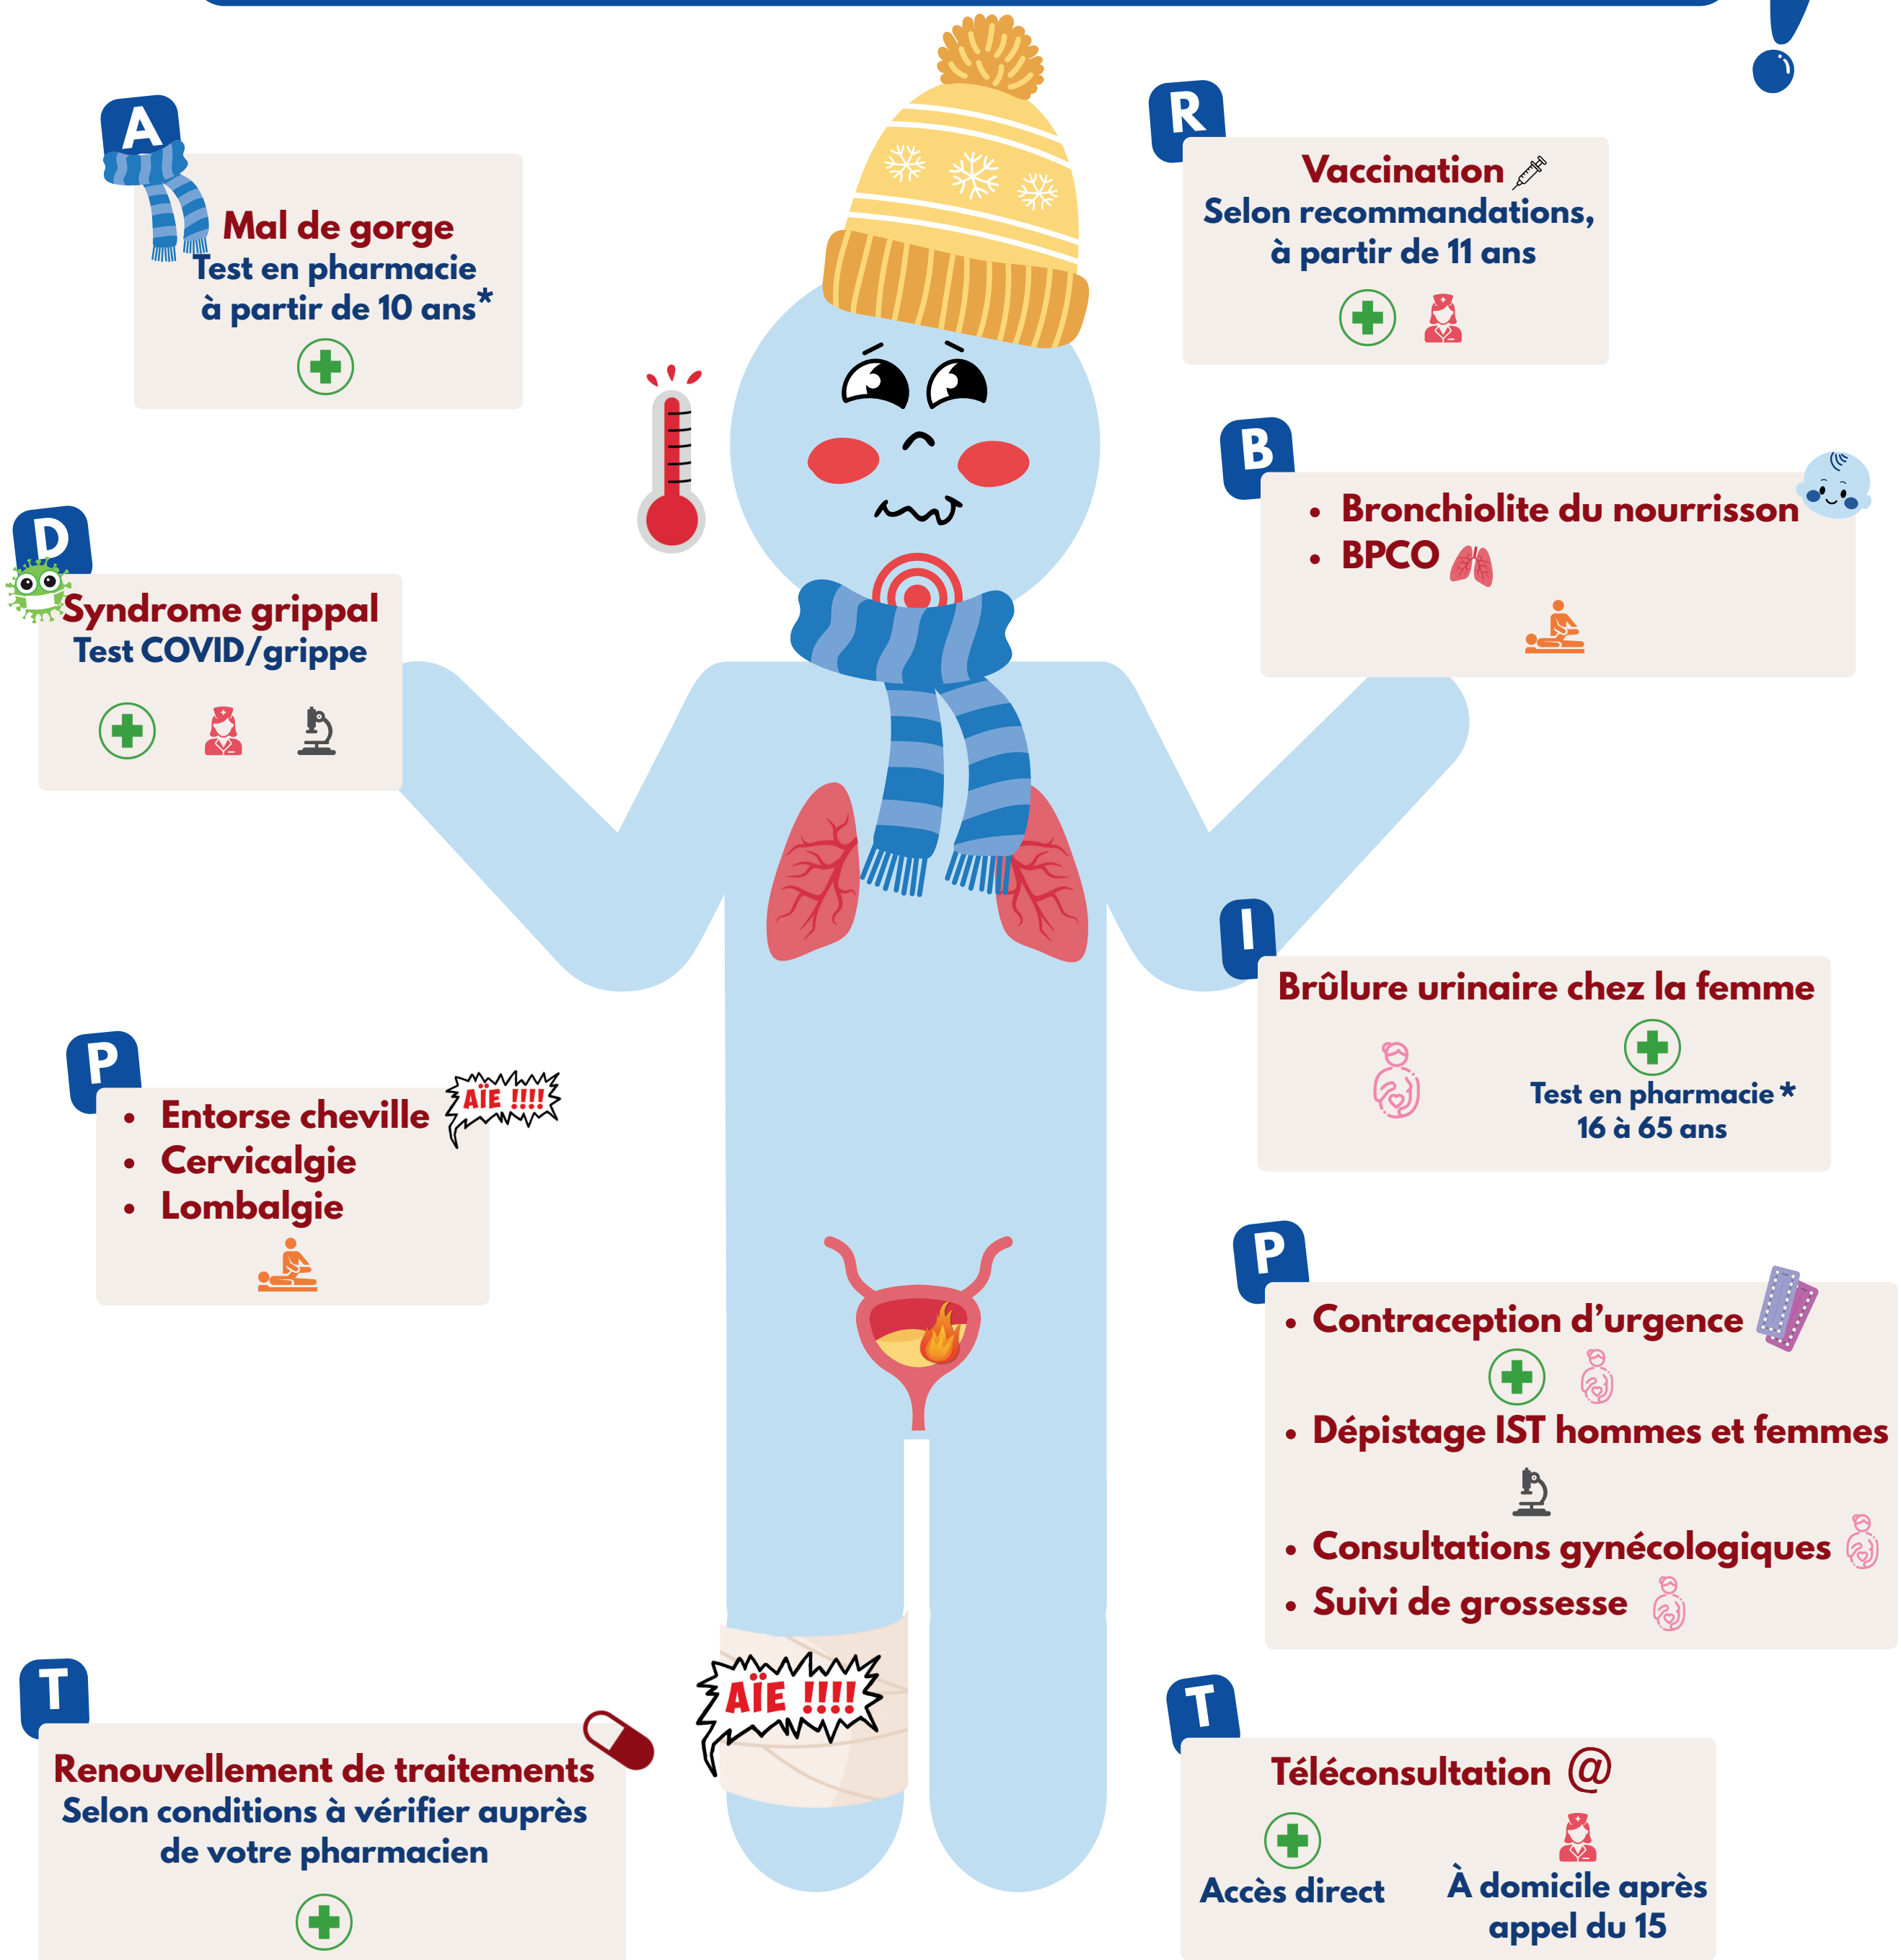 A
Mal de gorge
Test en pharmacie
à partir de 10 ans*
D
Syndrome grippal
Test COVID/grippe
P
• Entorse cheville
• Cervicalgie
• Lombalgie
AÏE !!!!
T
Renouvellement de traitements
Selon conditions à vérifier auprès
de votre pharmacien
AÏE !!!!
!
R
Vaccination
Selon recommandations,
à partir de 11 ans
B
• Bronchiolite du nourrisson
• BPCO
I
Brûlure urinaire chez la femme
Test en pharmacie *
16 à 65 ans
P
• Contraception d’urgence
• Dépistage IST hommes et femmes
• Consultations gynécologiques
• Suivi de grossesse
T
Téléconsultation @
Accès direct
À domicile après
appel du 15